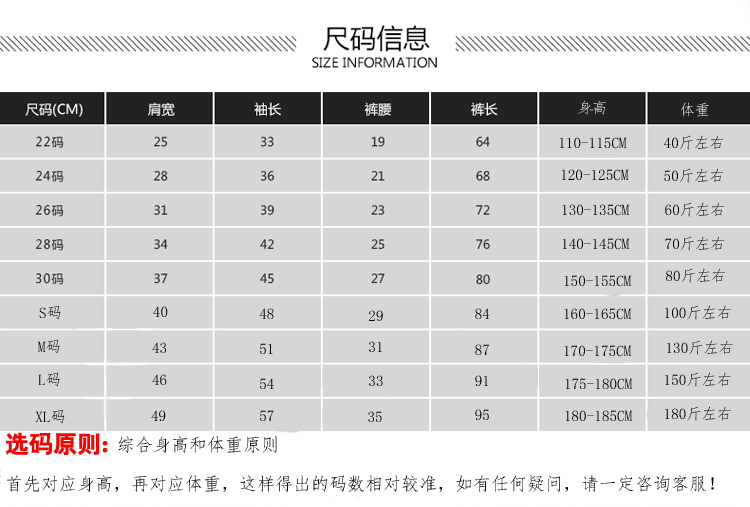 尺码信息
SIZE INFORMATION
尺码(CM) 肩宽 袖长 裤腰 裤长 身高 体重
22码 25 33 19 64 110-115CM 40斤左右
24码 28 36 21 68 120-125CM 50斤左右
26码 31 39 23 72 130-135CM 60斤左右
28码 34 42 25 76 140-145CM 70斤左右
30码 37 45 27 80 150-155CM 80斤左右
S码 40 48 29 84 160-165CM 100斤左右
M码 43 51 31 87 170-175CM 130斤左右
L码 46 54 33 91 175-180CM 150斤左右
XL码 49 57 35 95 180-185CM 180斤左右
选码原则: 综合身高和体重原则
首先对应身高，再对应体重，这样得出的码数相对较准，如有任何疑问，请一定咨询客服！